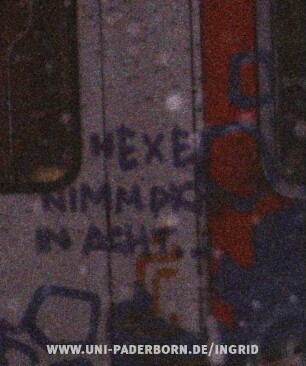 HEXE
NIMM DICH
IN ACHT
WWW.UNI-PADERBORN.DE/INGRID